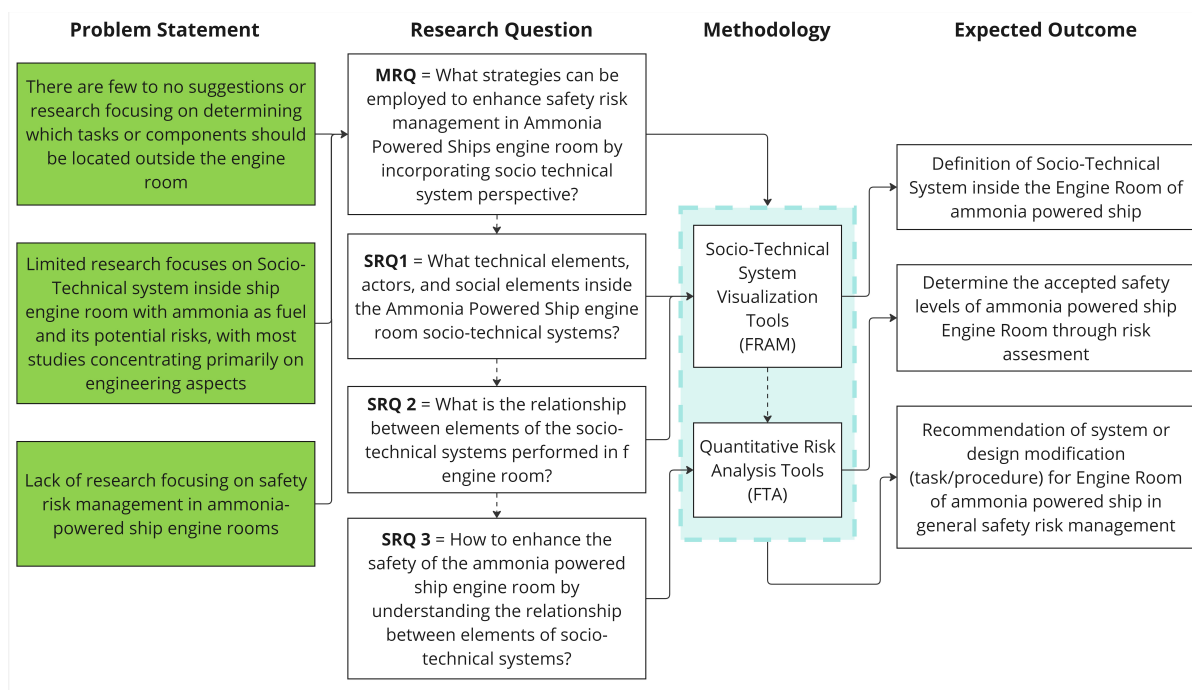 Problem Statement
There are few to no suggestions or
research focusing on determining
which tasks or components should
be located outside the engine
room
Limited research focuses on Socio-
Technical system inside ship
engine room with ammonia as fuel
and its potential risks, with most
studies concentrating primarily on
engineering aspects
Lack of research focusing on safety
risk management in ammonia-
powered ship engine rooms
Research Question
MRQ = What strategies can be
employed to enhance safety risk
management in Ammonia
Powered Ships engine room by
incorporating socio technical
system perspective?
SRQ1 = What technical elements,
actors, and social elements inside
the Ammonia Powered Ship engine
room socio-technical systems?
SRQ 2 = What is the relationship
between elements of the socio-
technical systems performed in f
engine room?
SRQ 3 = How to enhance the
safety of the ammonia powered
ship engine room by
understanding the relationship
between elements of socio-
technical systems?
Methodology
Socio-Technical
System
Visualization
Tools
(FRAM)
Quantitative Risk
Analysis Tools
(FTA)
Expected Outcome
Definition of Socio-Technical
System inside the Engine Room of
ammonia powered ship
Determine the accepted safety
levels of ammonia powered ship
Engine Room through risk
assesment
Recommendation of system or
design modification
(task/procedure) for Engine Room
of ammonia powered ship in
general safety risk management